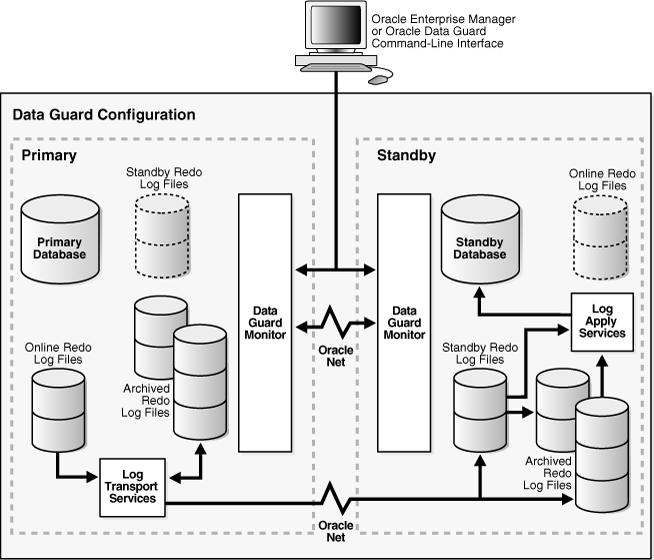 Oracle Enterprise Manager
or Oracle Data Guard
Command-Line Interface
Data Guard Configuration
Primary
Standby Redo
Log Files
Primary
Database
Data
Guard
Monitor
Online Redo
Log Files
Archived
Redo
Log Files
Log
Transport
Services
Oracle
Net
Oracle
Net
Standby
Online Redo
Log Files
Standby
Database
Data
Guard
Monitor
Log
Apply
Services
Standby Redo
Log Files
Archived
Redo
Log Files